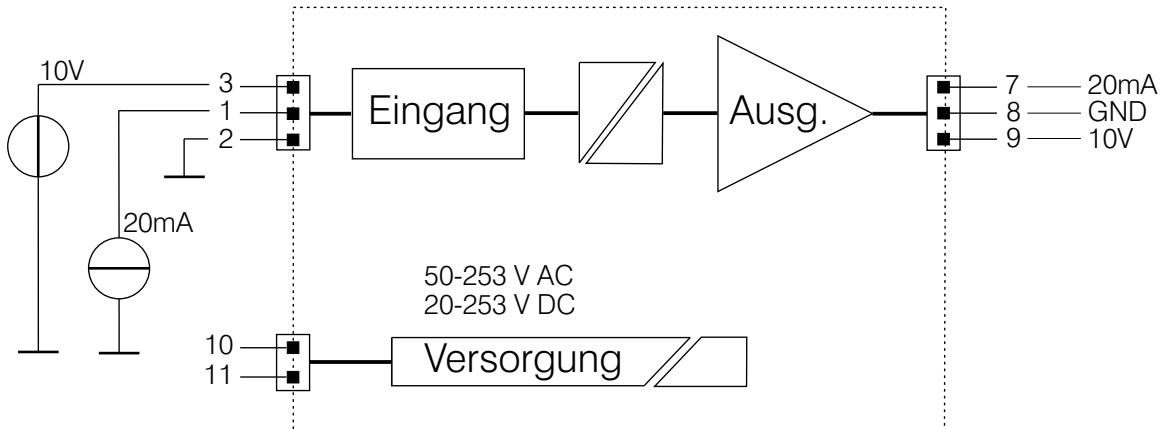 10V
3
1
2
20mA
Eingang
Ausg.
7 20mA
8 GND
9 10V
50-253 V AC
20-253 V DC
10
11
Versorgung